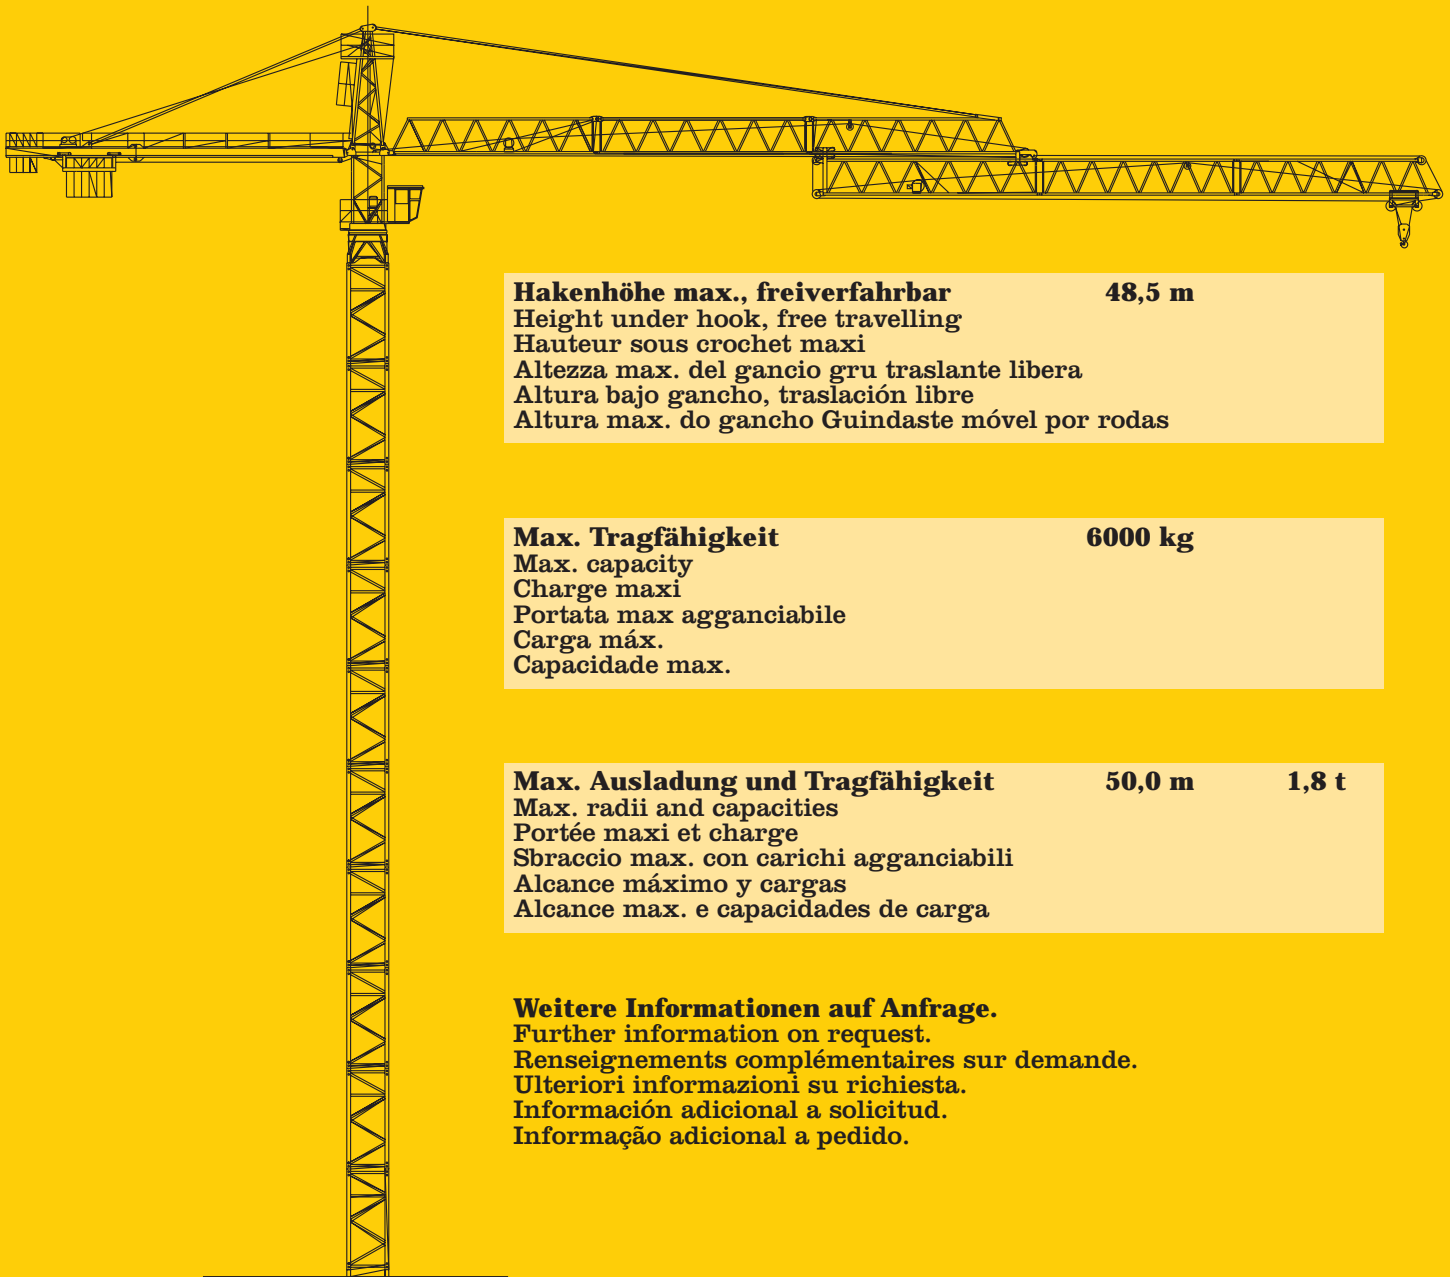 Hakenhöhe max., freiverfahrbar 48,5 m
Height under hook, free travelling
Hauteur sous crochet maxi
Altezza max. del gancio gru traslante libera
Altura bajo gancho, traslación libre
Altura max. do gancho Guindaste móvel por rodas
Max. Tragfähigkeit 6000 kg
Max. capacity
Charge maxi
Portata max agganciabile
Carga máx.
Capacidade max.
Max. Ausladung und Tragfähigkeit 50,0 m 1,8 t
Max. radii and capacities
Portée maxi et charge
Sbraccio max. con carichi agganciabili
Alcance máximo y cargas
Alcance max. e capacidades de carga
Weitere Informationen auf Anfrage.
Further information on request.
Renseignements complémentaires sur demande.
Ulteriori informazioni su richiesta.
Información adicional a solicitud.
Informação adicional a pedido.